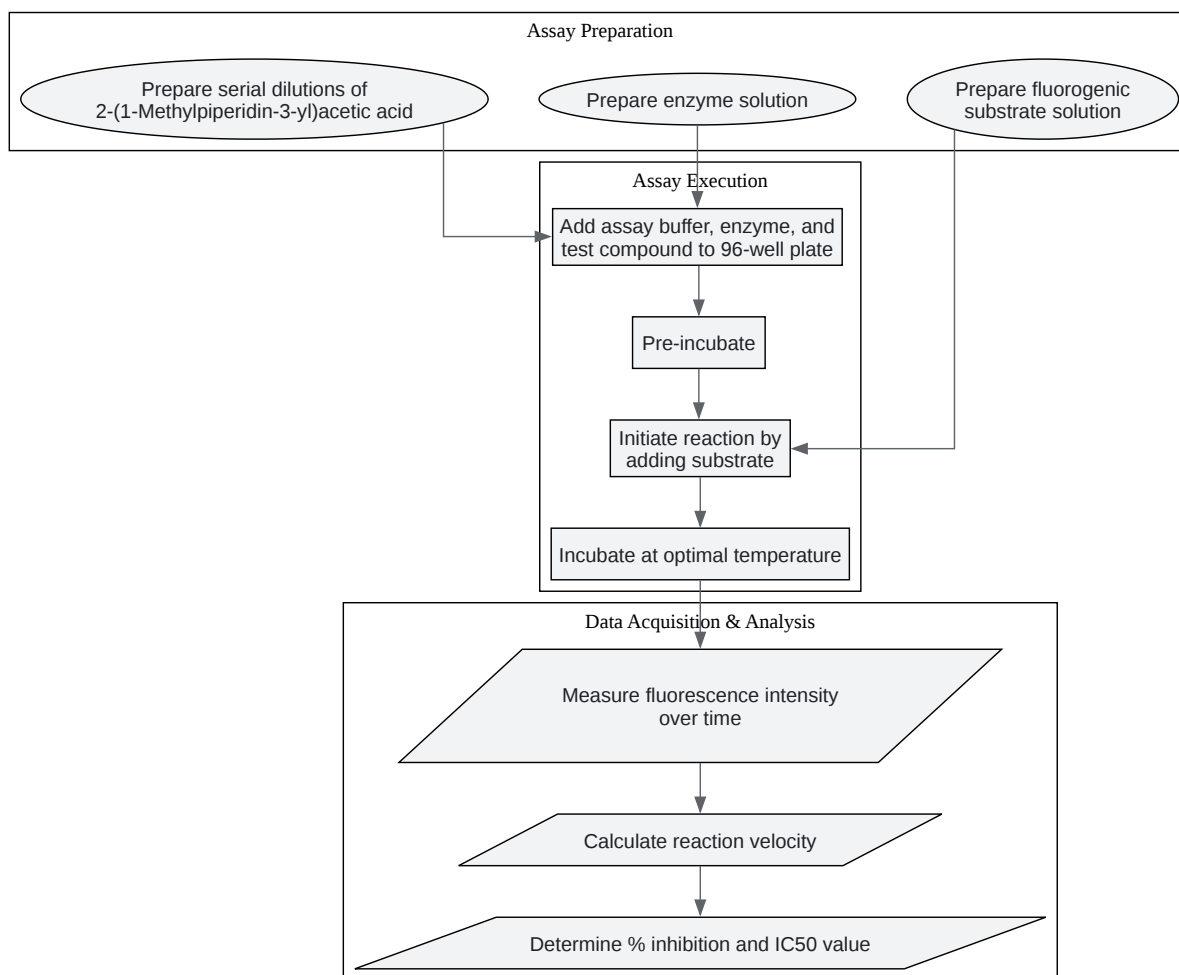 Assay Preparation
Prepare serial dilutions of
2-(1-Methylpiperidin-3-yl)acetic acid
Prepare enzyme solution
Prepare fluorogenic
substrate solution
Assay Execution
Add assay buffer, enzyme, and
test compound to 96-well plate
Pre-incubate
Initiate reaction by
adding substrate
Incubate at optimal temperature
Data Acquisition & Analysis
Measure fluorescence intensity
over time
Calculate reaction velocity
Determine % inhibition and IC50 value